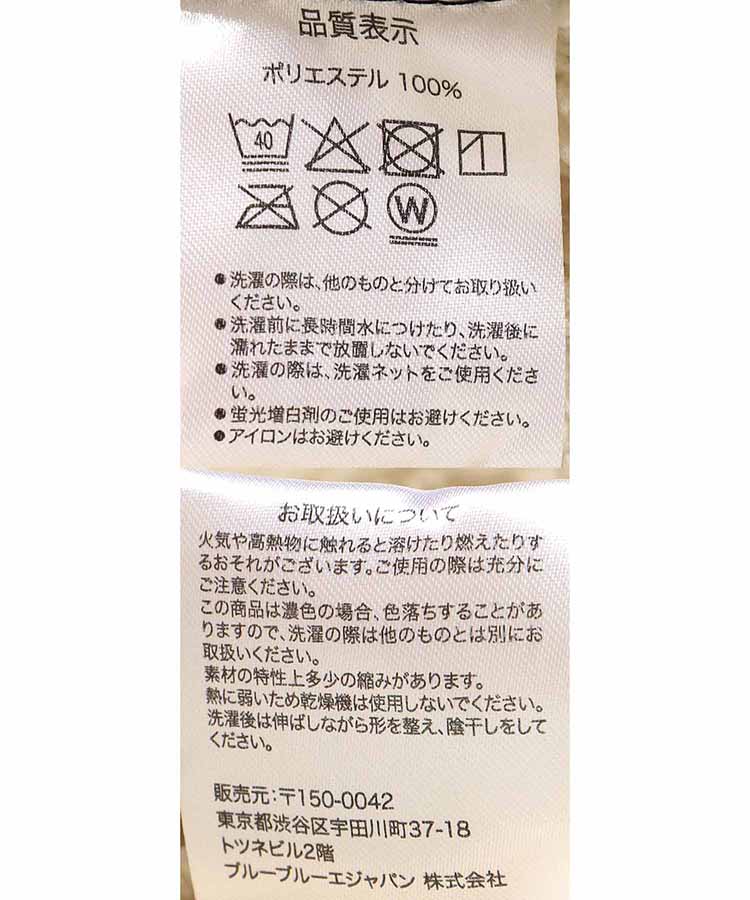 品質表示
ポリエステル 100%
40
W
●洗濯の際は、他のものと分けてお取り扱い
ください。
●洗濯前に長時間水につけたり、洗濯後に
濡れたままで放置しないでください。
●洗濯の際は、洗濯ネットをご使用くださ
い。
●蛍光増白剤のご使用はお避けください。
●アイロンはお避けください。
お取扱いについて
火気や高熱物に触れると溶けたり燃えたりす
るおそれがございます。ご使用の際は充分に
ご注意ください。
この商品は濃色の場合、色落ちすることがあ
りますので、洗濯の際は他のものとは別にお
取扱いください。
素材の特性上多少の縮みがあります。
熱に弱いため乾燥機は使用しないでください。
洗濯後は伸ばしながら形を整え、陰干しをして
ください。
販売元:〒150-0042
東京都渋谷区宇田川町37-18
トツネビル2階
ブルーブルーエジャパン 株式会社